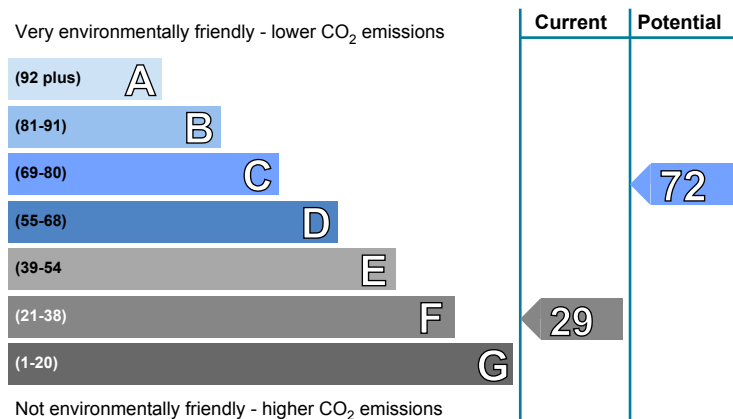 Current Potential
Very environmentally friendly - lower CO2 emissions
(92 plus) A
(81-91) B
(69-80) C
72
(55-68) D
(39-54 E
(21-38) F
29
(1-20) G
Not environmentally friendly - higher CO2 emissions